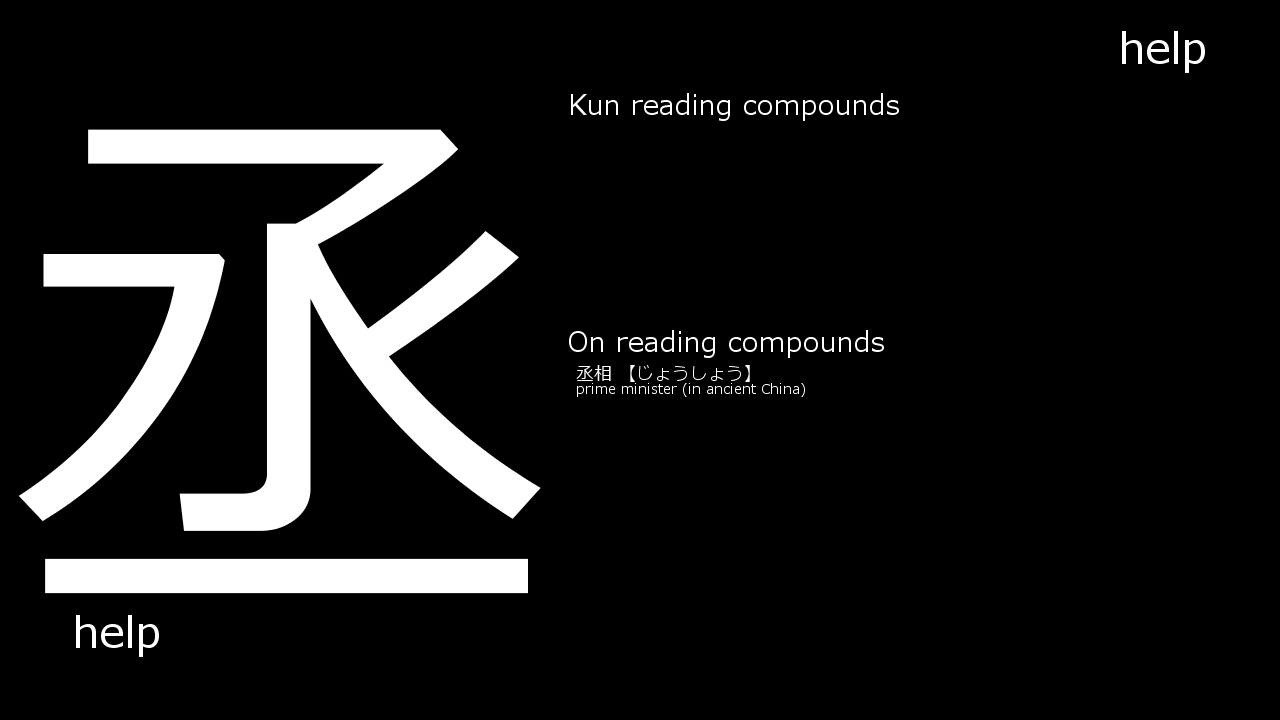 help
Kun reading compounds
丞
On reading compounds
丞相 【じょうしょう】
prime minister (in ancient China)
help